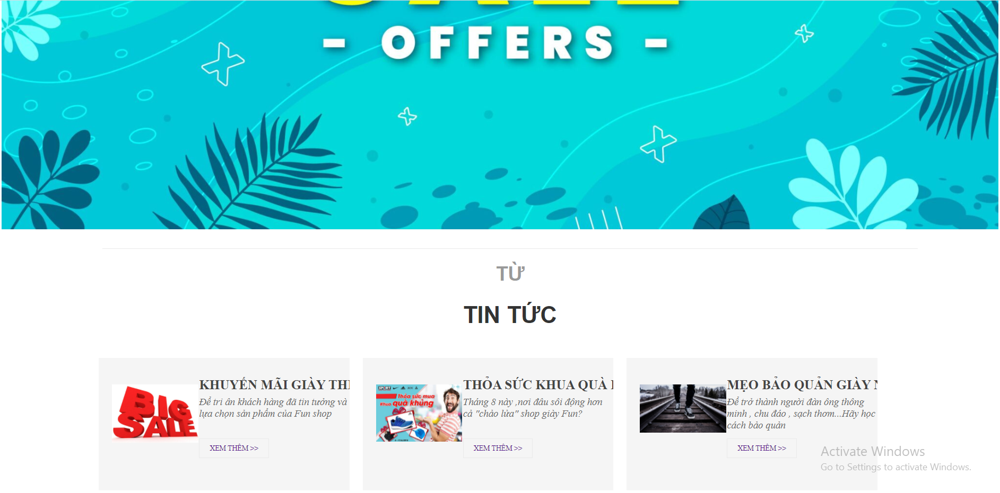 - OFFERS -
TỪ
TIN TỨC
KHUYẾN MÃI GIÀY
Để tri ân khách hàng đã tin tưởng và
lựa chọn sản phẩm của Fun shop
XEM THÊM >>
BIG
SALE
THỎA SỨC KHUA QUÀ
Tháng 8 này ,nơi đâu sôi động hơn
cả "chảo lửa" shop giày Fun?
XEM THÊM >>
SPORT
Thỏa sức mua
Khua quà khủng
MẸO BẢO QUẢN GIÀY
Để trở thành người đàn ông thông
minh , chu đáo , sạch thơm...Hãy học
cách bảo quản
XEM THÊM >>
Activate Windows
Go to Settings to activate Windows.